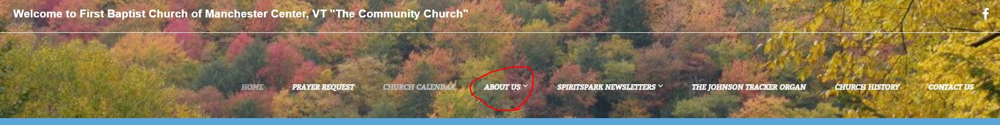 Welcome to First Baptist Church of Manchester Center, VT "The Community Church"
HOME PRAYER REQUEST CHURCH CALENDAR ABOUT US SPIRITSPARK NEWSLETTERS THE JOHNSON TRACKER ORGAN CHURCH HISTORY CONTACT US